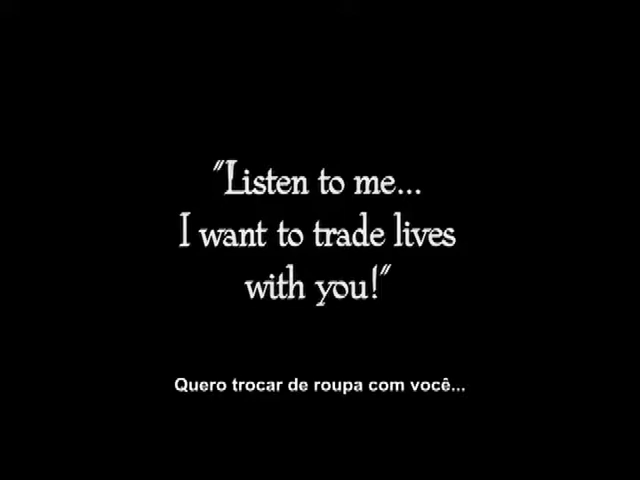 "Listen to me...
I want to trade lives
with you!"
Quero trocar de roupa com você...